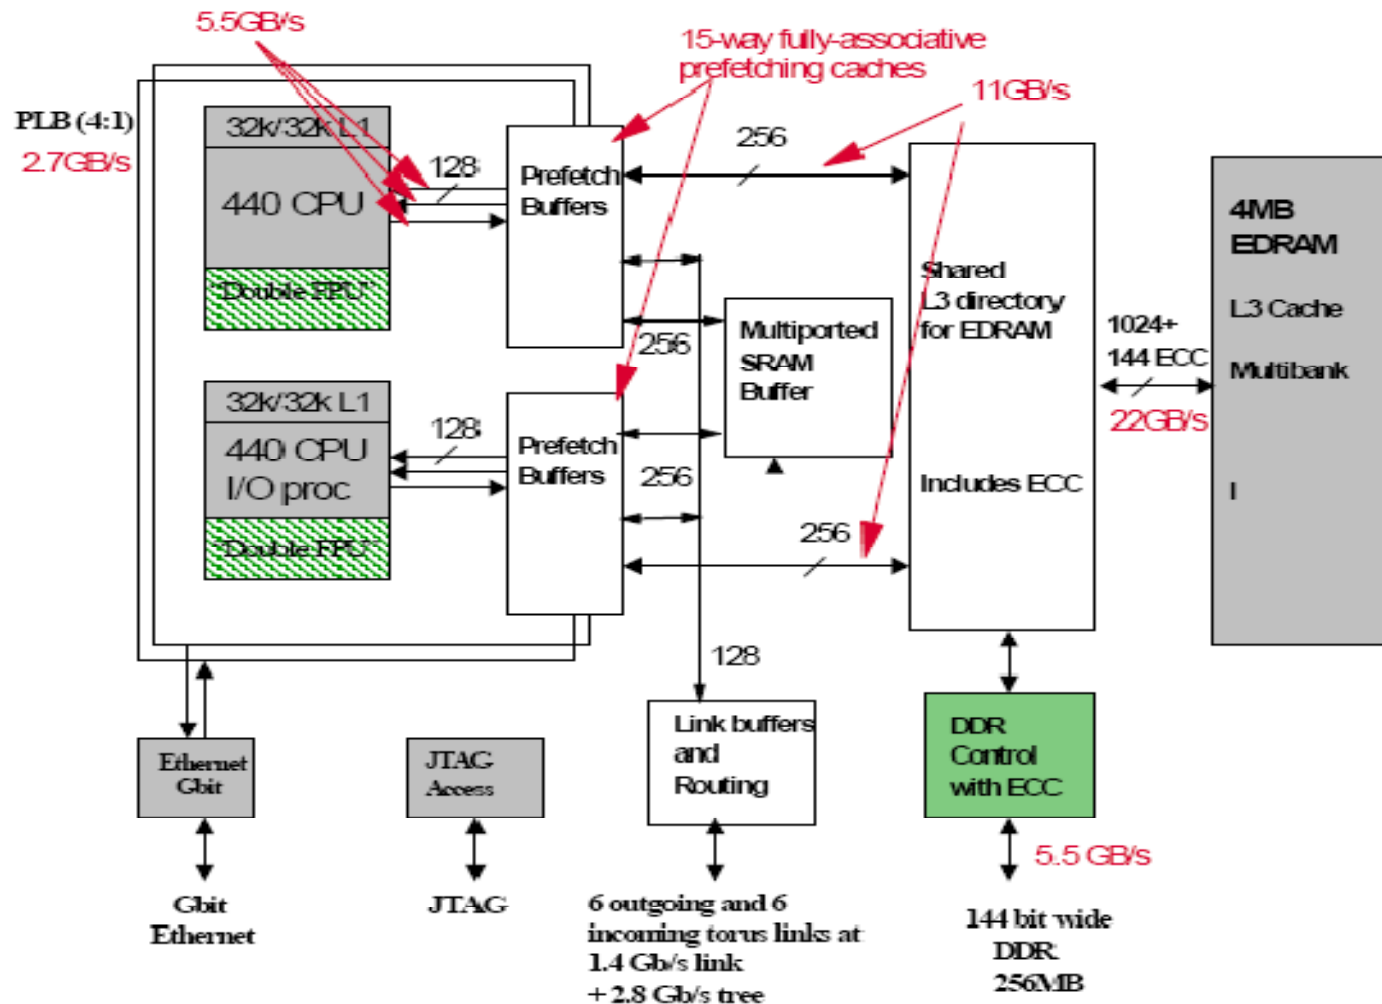 5.5GB/s
15-way fully-associative
prefetching caches
11GB/s
PLB (4:1)
2.7GB/s
32k/32k L1
440 CPU
"Double FPU"
128
Prefetch
Buffers
256
256
Multiported
SRAM
Buffer
Shared
L3 directory
for EDRAM
Includes ECC
1024+
144 ECC
22GB/s
4MB
EDRAM
L3 Cache
Multibank
l
32k/32k L1
440 CPU
I/O proc
"Double FPU"
128
Prefetch
Buffers
256
256
128
Ethernet
Gbit
JTAG
Access
Link buffers
and
Routing
DDR
Control
with ECC
5.5 GB/s
Gbit
Ethernet
JTAG
6 outgoing and 6
incoming torus links at
1.4 Gb/s link
+ 2.8 Gb/s tree
144 bit wide
DDR
256MB